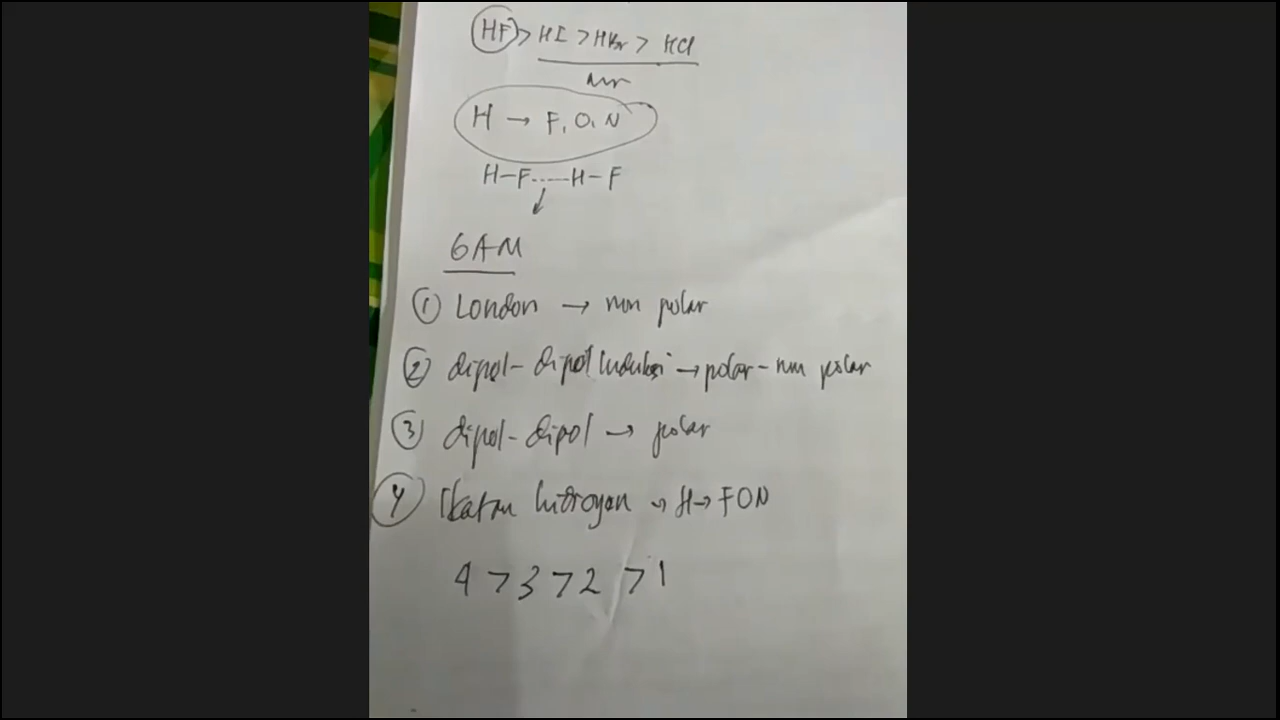 HF > HI > HBr > HCl
Mr
H → F, O, N
H-F......H-F
GAM
① London → non polar
② dipol-dipol induksi → polar-non polar
③ dipol-dipol → polar
④ Ikatan hidrogen → H→FON
4 > 3 > 2 > 1